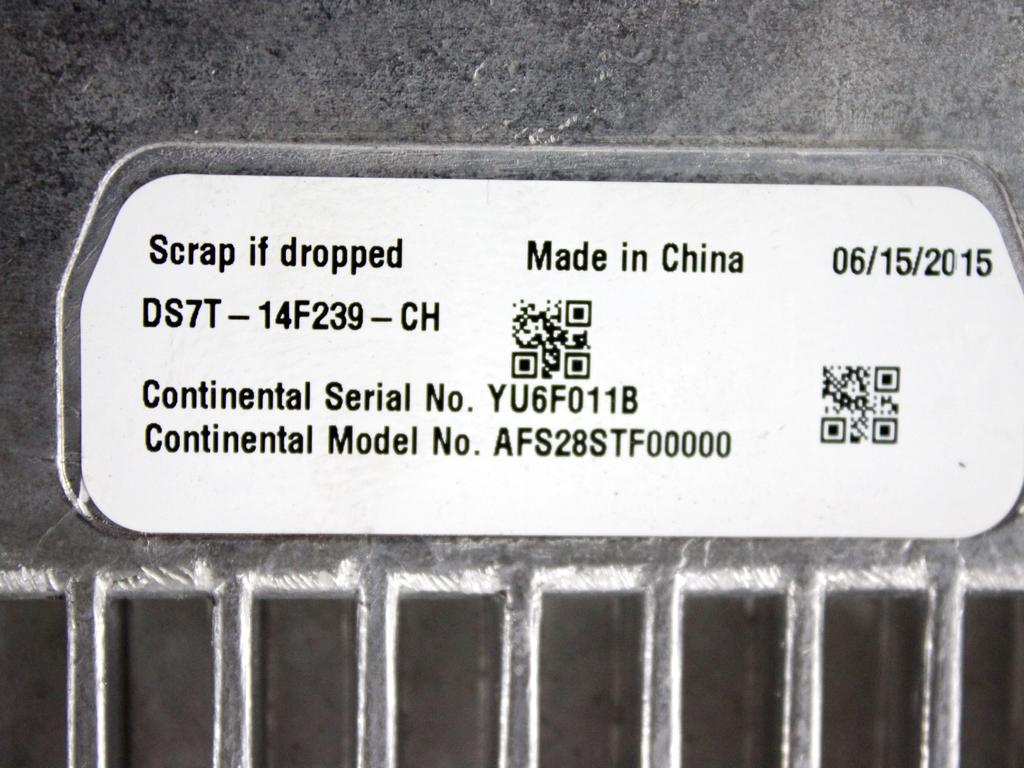 Scrap if dropped Made in China 06/15/2015
DS7T-14F239-CH
Continental Serial No. YU6F011B
Continental Model No. AFS28STF00000